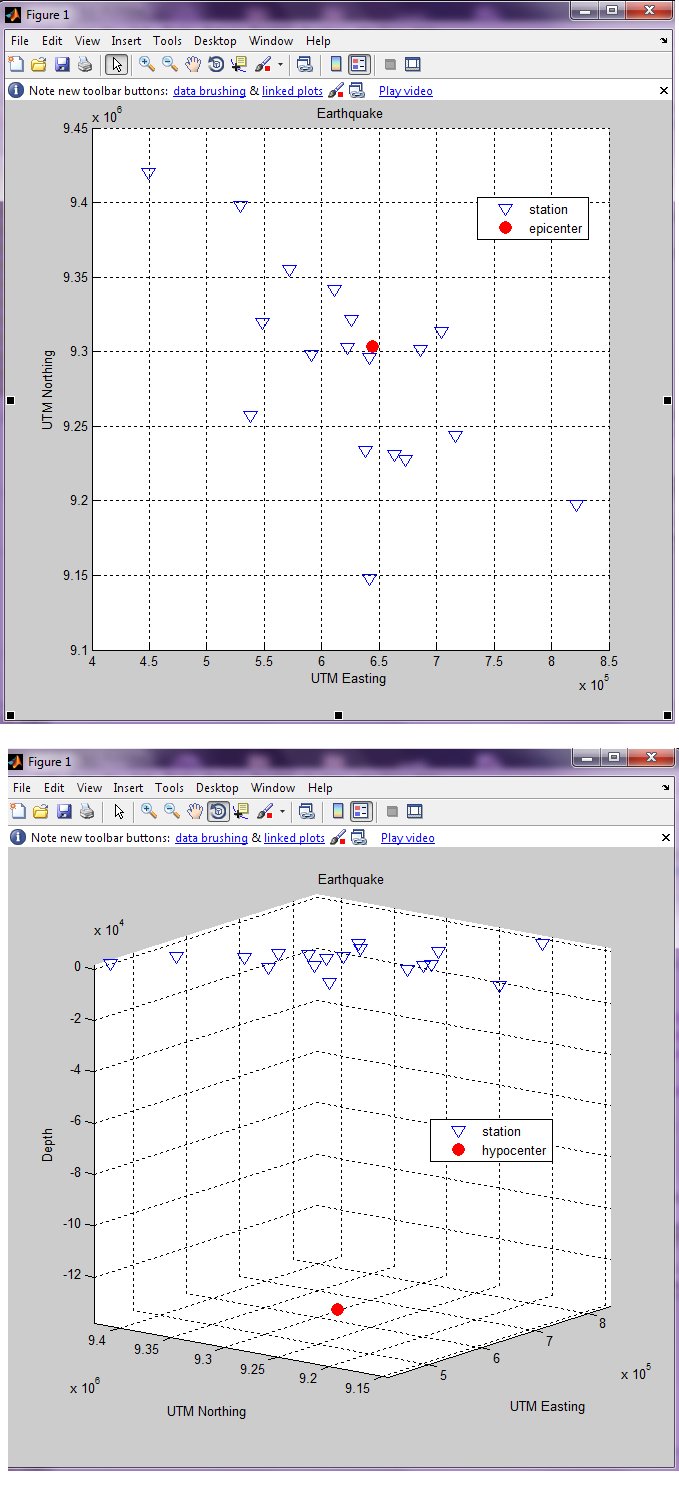 Figure 1
File Edit View Insert Tools Desktop Window Help
Note new toolbar buttons: data brushing & linked plots Play video
Earthquake
x 10^6
9.45
9.4
9.35
9.3
9.25
9.2
9.15
9.1
UTM Northing
station
epicenter
4 4.5 5 5.5 6 6.5 7 7.5 8 8.5
UTM Easting
x 10^5
Figure 1
File Edit View Insert Tools Desktop Window Help
Note new toolbar buttons: data brushing & linked plots Play video
Earthquake
x 10^4
0
-2
-4
-6
-8
-10
-12
Depth
station
hypocenter
9.4 9.35 9.3 9.25 9.2 9.15
x 10^6
UTM Northing
5 6 7 8
x 10^5
UTM Easting